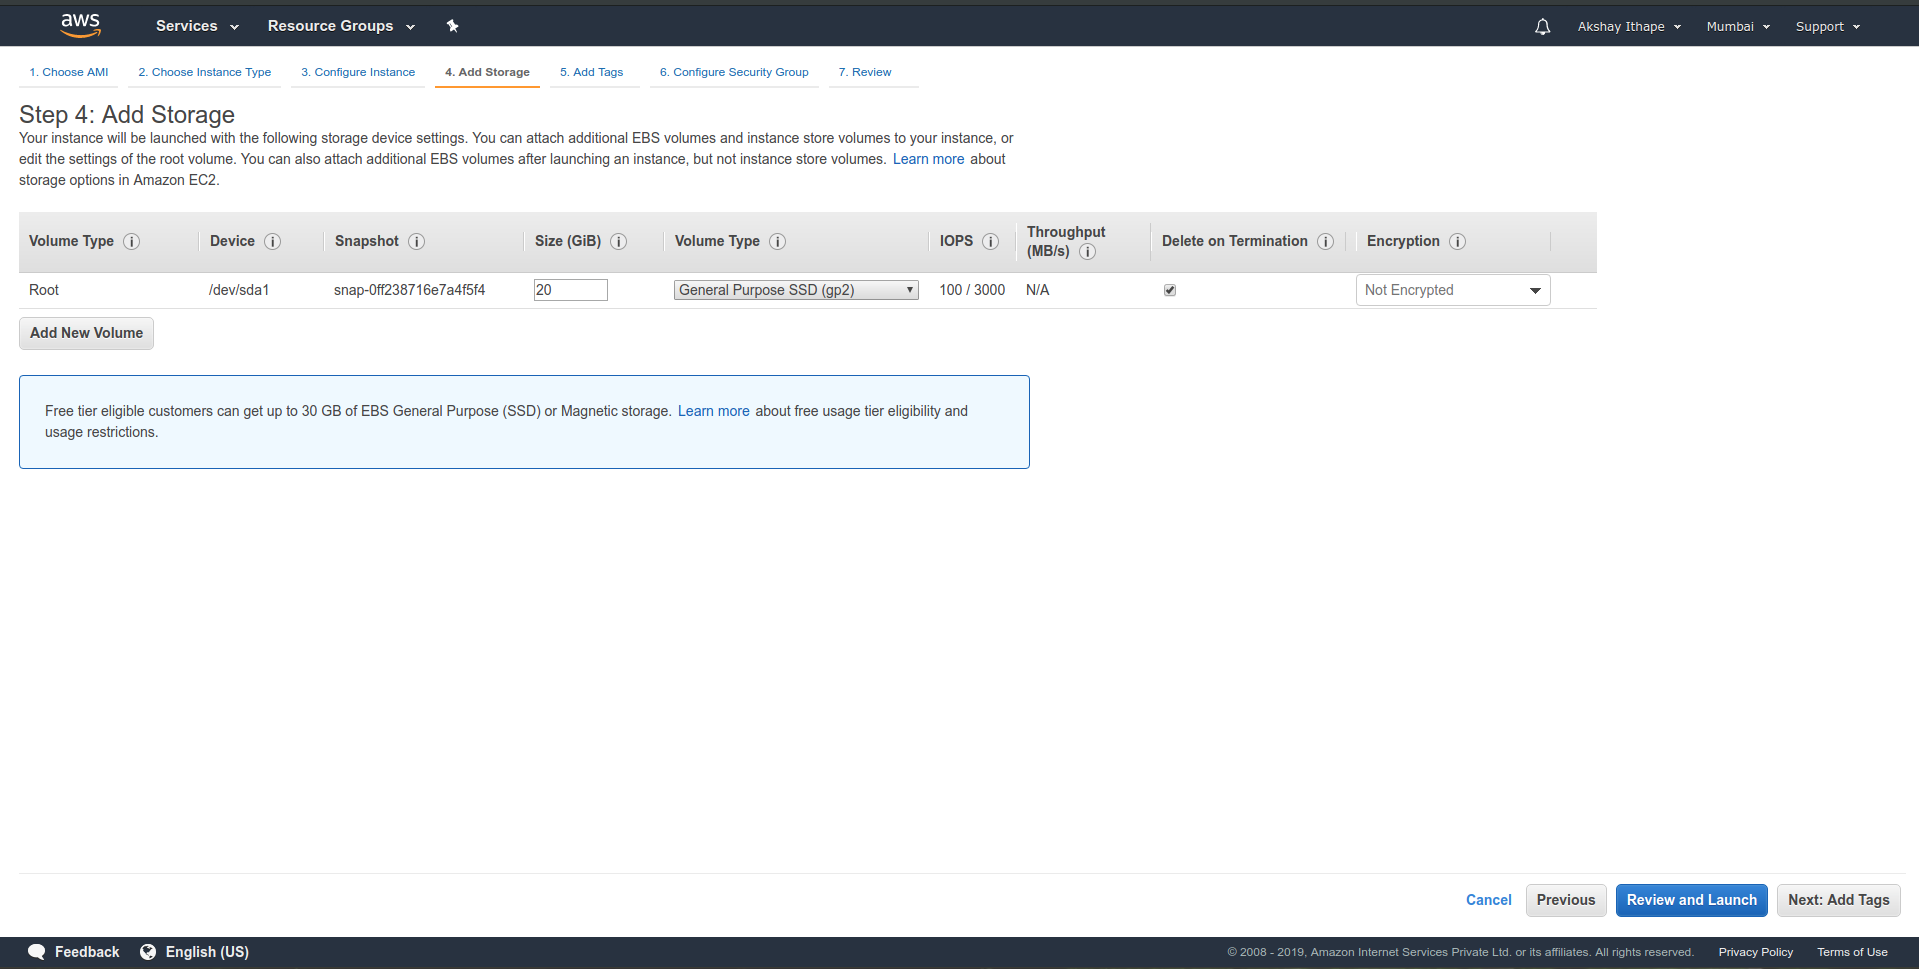 aws Services Resource Groups Akshay Ithape Mumbai Support
1. Choose AMI 2. Choose Instance Type 3. Configure Instance 4. Add Storage 5. Add Tags 6. Configure Security Group 7. Review
Step 4: Add Storage
Your instance will be launched with the following storage device settings. You can attach additional EBS volumes and instance store volumes to your instance, or
edit the settings of the root volume. You can also attach additional EBS volumes after launching an instance, but not instance store volumes. Learn more about
storage options in Amazon EC2.
Volume Type i Device i Snapshot i Size (GiB) i Volume Type i IOPS i Throughput (MB/s) i Delete on Termination i Encryption i
Root /dev/sda1 snap-0ff238716e7a4f5f4 20 General Purpose SSD (gp2) 100 / 3000 N/A Not Encrypted
Add New Volume
Free tier eligible customers can get up to 30 GB of EBS General Purpose (SSD) or Magnetic storage. Learn more about free usage tier eligibility and
usage restrictions.
Cancel Previous Review and Launch Next: Add Tags
Feedback English (US) © 2008 - 2019, Amazon Internet Services Private Ltd. or its affiliates. All rights reserved. Privacy Policy Terms of Use